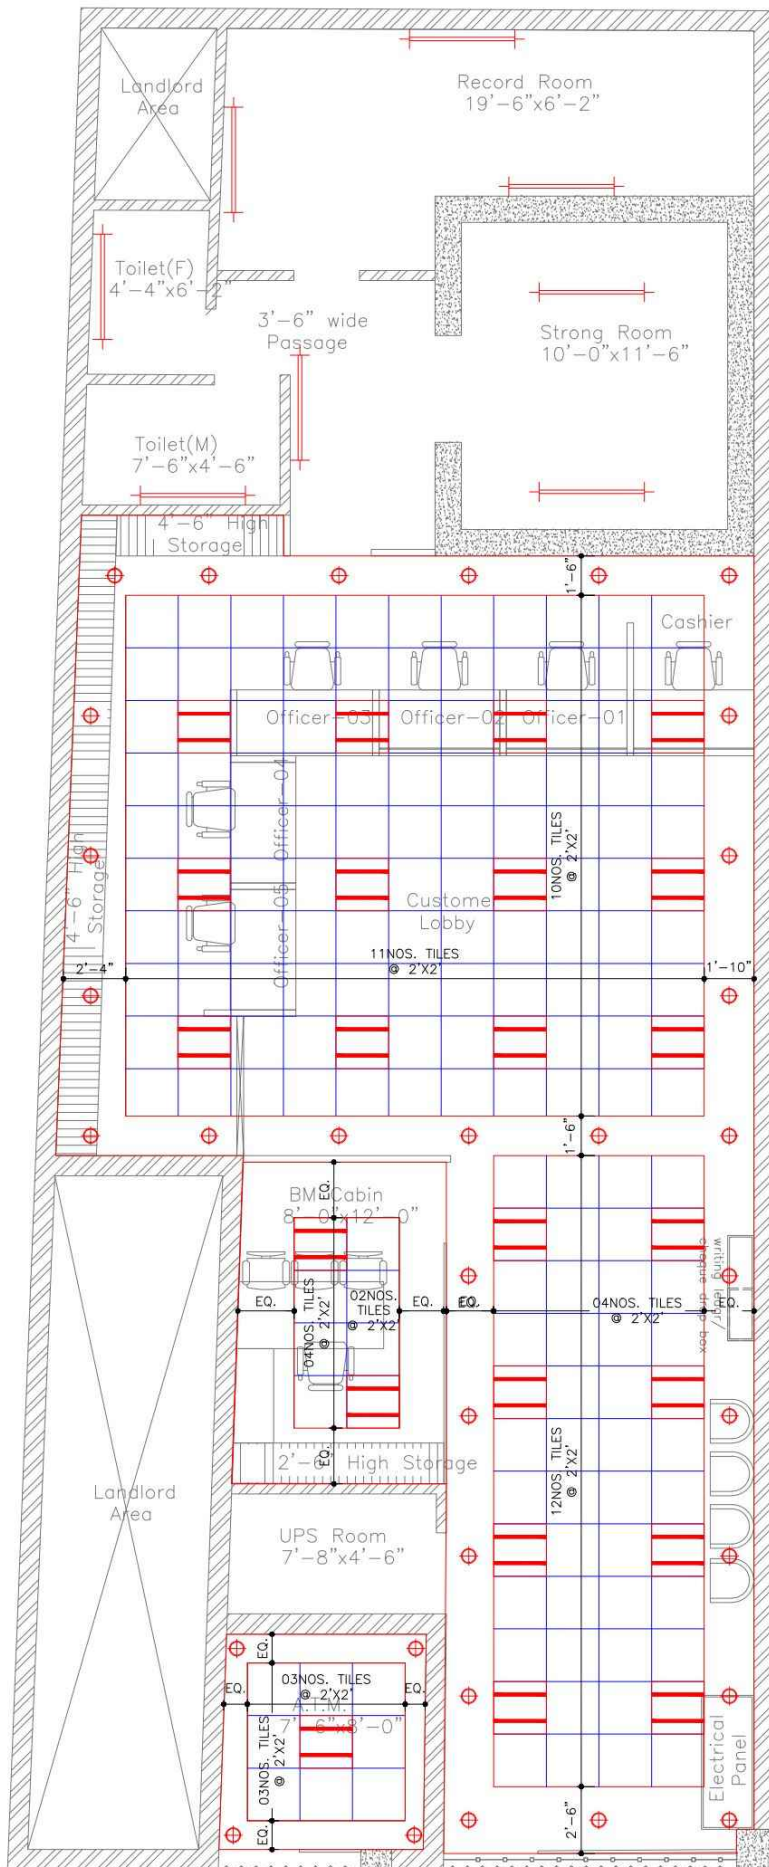 Landlord
Area
Record Room
19'-6"x6'-2"
Toilet(F)
4'-4"x6'-2"
3'-6" wide
Passage
Strong Room
10'-0"x11'-6"
Toilet(M)
7'-6"x4'-6"
4'-6" High
Storage
1'-6"
Cashier
Officer-03
Officer-02
Officer-01
Officer-04
4'-6" High
Storage
10NOS. TILES
@ 2'X2'
Officer-05
Custome
Lobby
11NOS. TILES
@ 2'X2'
2'-4"
1'-10"
1'-6"
BM Cabin
8'-0"x12'-0"
EQ.
writing ledgr/
cheque drop box
02NOS.
TILES
@ 2'X2'
04NOS. TILES
@ 2'X2'
EQ.
EQ.
EQ.
04NOS. TILES
@ 2'X2'
EQ.
EQ.
2'-6" High Storage
12NOS. TILES
@ 2'X2'
Landlord
Area
UPS Room
7'-8"x4'-6"
EQ.
03NOS. TILES
@ 2'X2'
EQ.
EQ.
A.T.M.
7'-6"x8'-0"
03NOS. TILES
@ 2'X2'
EQ.
Electrical
Panel
2'-6"